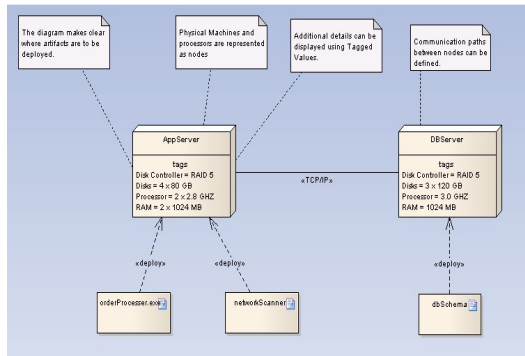 The diagram makes clear
where artifacts are to be
deployed.
Physical Machines and
processors are represented
as nodes
Additional details can be
displayed using Tagged
Values.
Communication paths
between nodes can be
defined.
AppServer
tags
Disk Controller = RAID 5
Disks = 4 x 80 GB
Processor = 2 x 2.8 GHZ
RAM = 2 x 1024 MB
«TCP/IP»
DBServer
tags
Disk Controller = RAID 5
Disks = 3 x 120 GB
Processor = 3.0 GHZ
RAM = 1024 MB
«deploy»
«deploy»
«deploy»
orderProcesser.exe
networkScanner
dbSchema